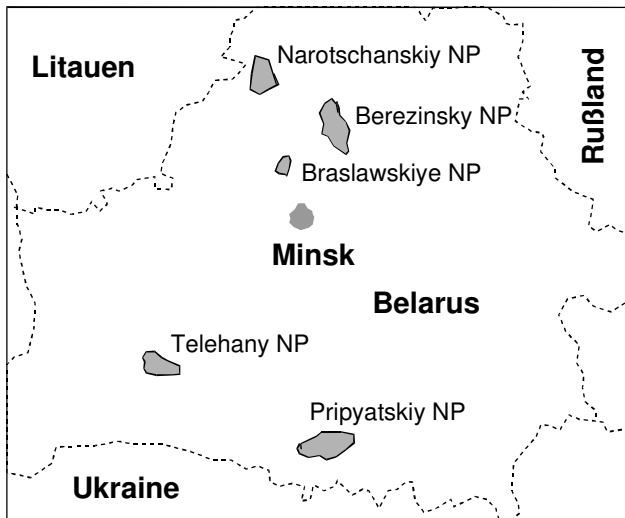 Litauen
Narotschanskiy NP
Rußland
Berezinsky NP
Braslawskiye NP
Minsk
Belarus
Telehany NP
Pripyatskiy NP
Ukraine